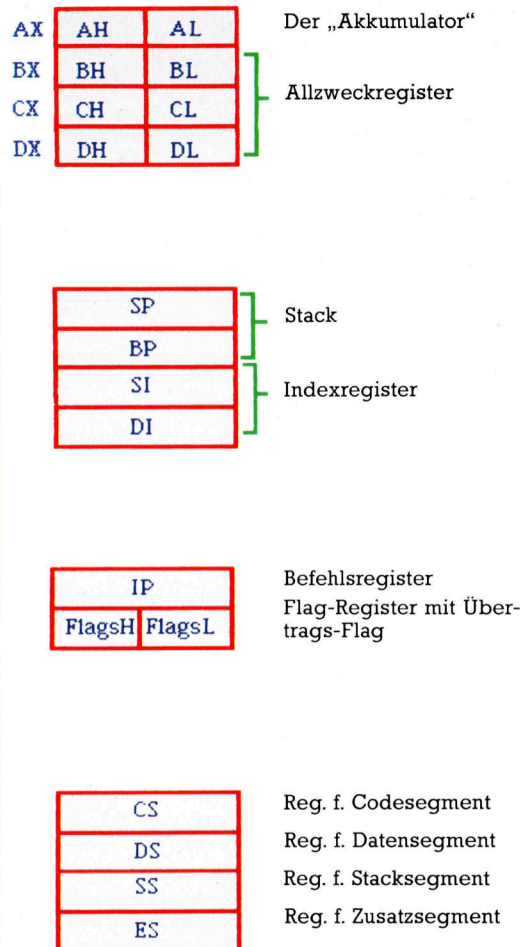 AX AH AL Der „Akkumulator“
BX BH BL
Allzweckregister
CX CH CL
DX DH DL
SP
Stack
BP
SI
Indexregister
DI
IP Befehlsregister
FlagsH FlagsL Flag-Register mit Über-
trags-Flag
CS Reg. f. Codesegment
DS Reg. f. Datensegment
SS Reg. f. Stacksegment
ES Reg. f. Zusatzsegment